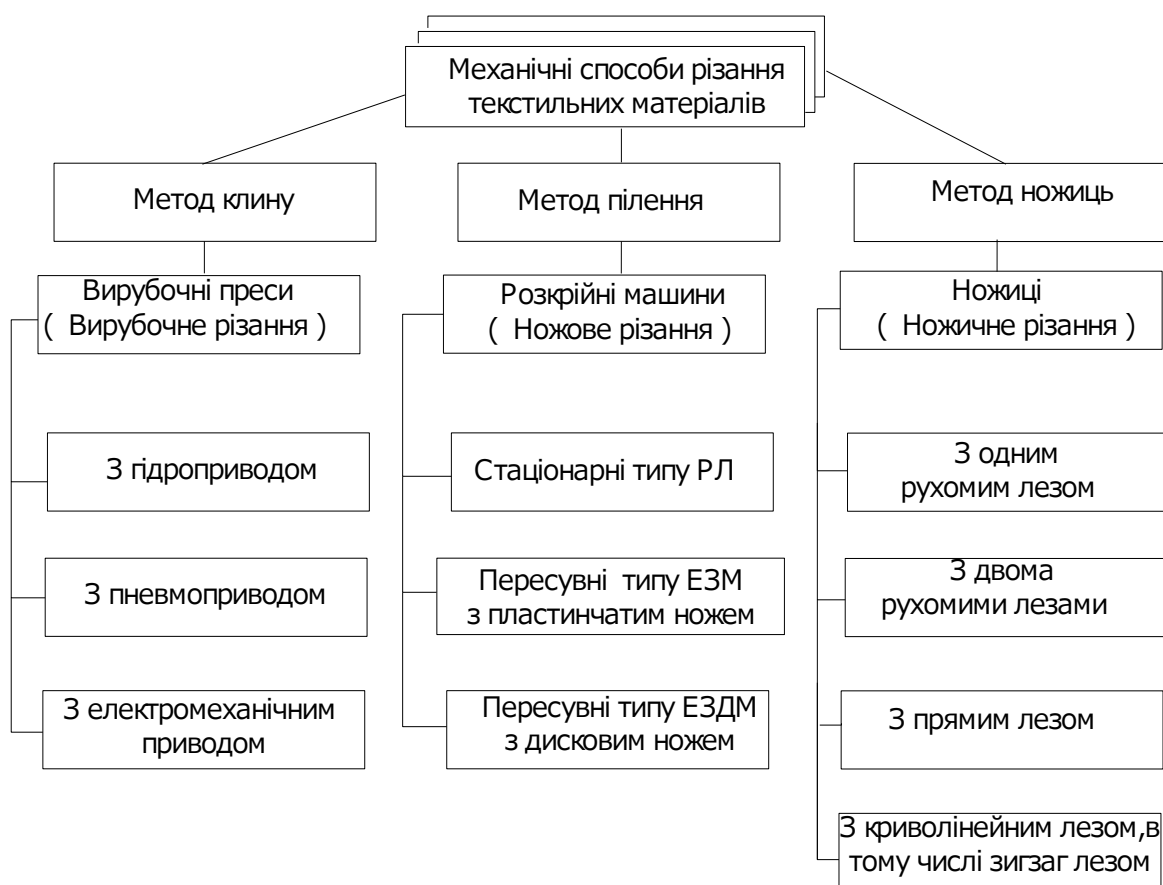 Механічні способи різання
текстильних матеріалів
Метод клину
Метод пілення
Метод ножиць
Вирубочні преси
( Вирубочне різання )
Розкрійні машини
( Ножове різання )
Ножиці
( Ножичне різання )
З гідроприводом
Стаціонарні типу РЛ
З одним
рухомим лезом
З пневмоприводом
Пересувні типу ЕЗМ
з пластинчатим ножем
З двома
рухомими лезами
З електромеханічним
приводом
Пересувні типу ЕЗДМ
з дисковим ножем
З прямим лезом
З криволінейним лезом,в
тому числі зигзаг лезом